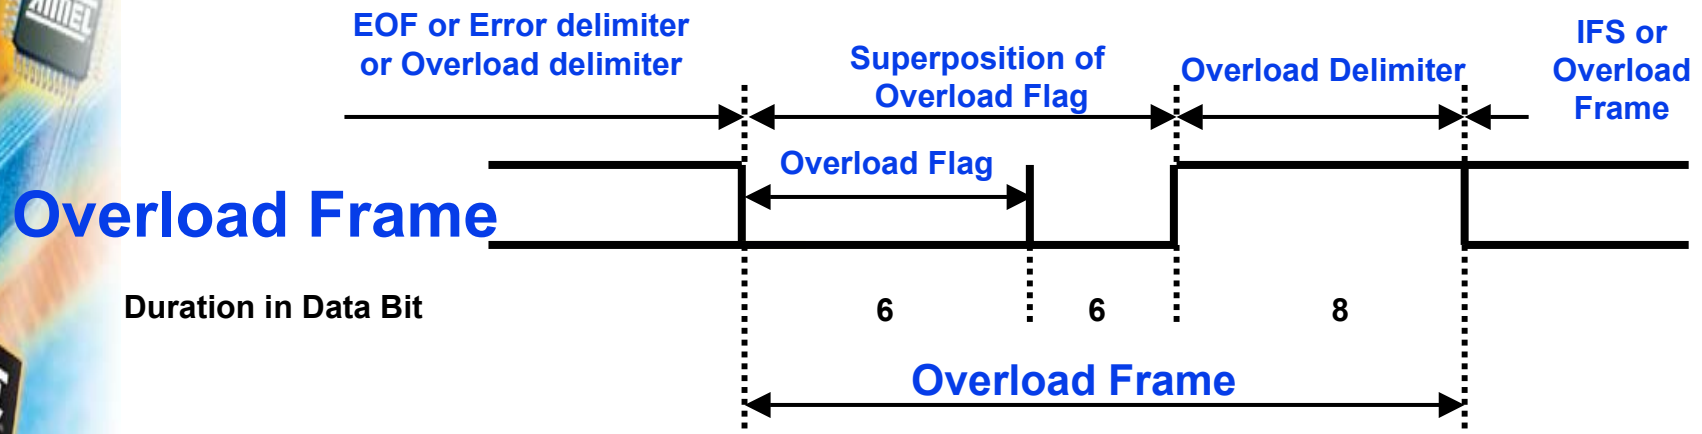 EOF or Error delimiter
or Overload delimiter
Superposition of
Overload Flag
Overload Delimiter
IFS or
Overload
Frame
Overload Flag
Overload Frame
Duration in Data Bit
6
6
8
Overload Frame